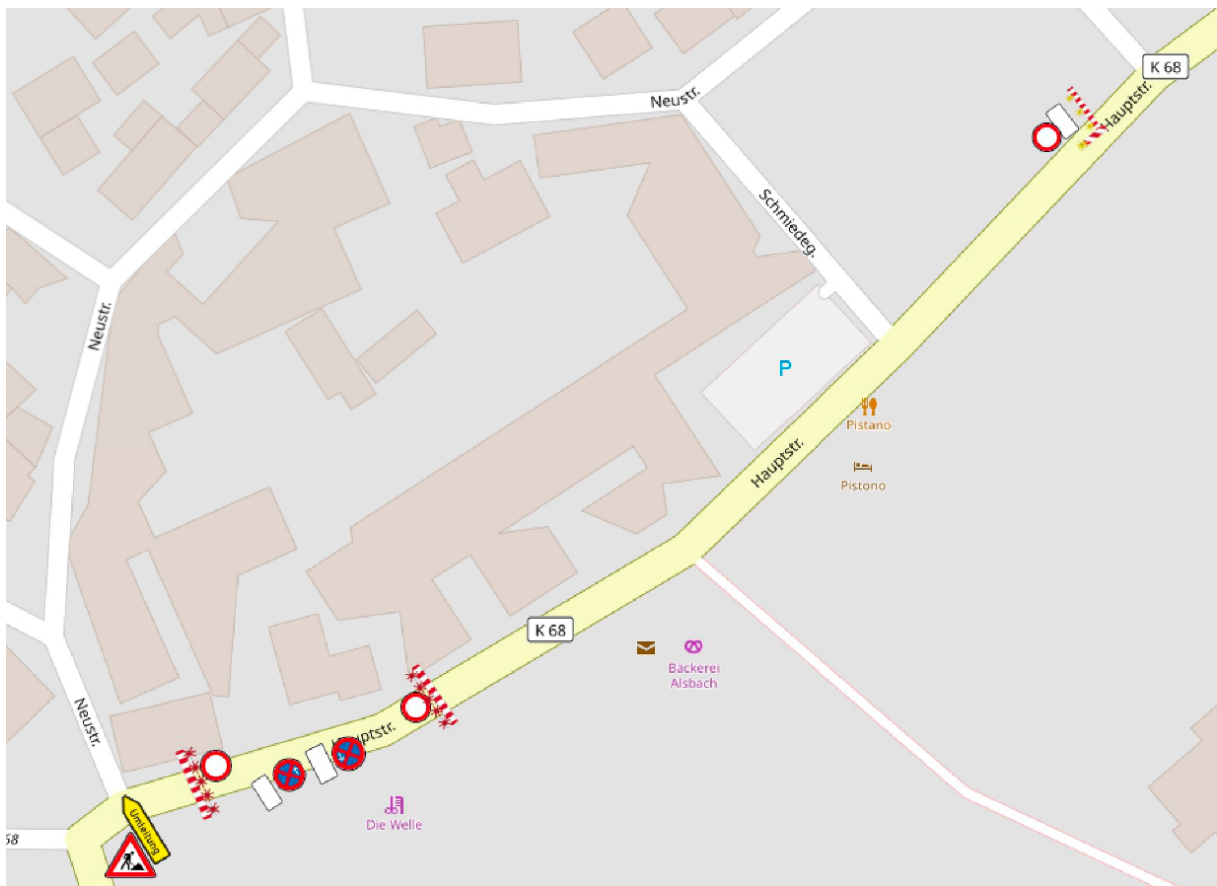 K 68
Hauptstr.
Neustr.
Schmiedeg.
Neustr.
P
Pistano
Hauptstr.
Pistono
K 68
Bäckerei
Alsbach
Neustr.
Hauptstr.
Die Welle
Umleitung
68